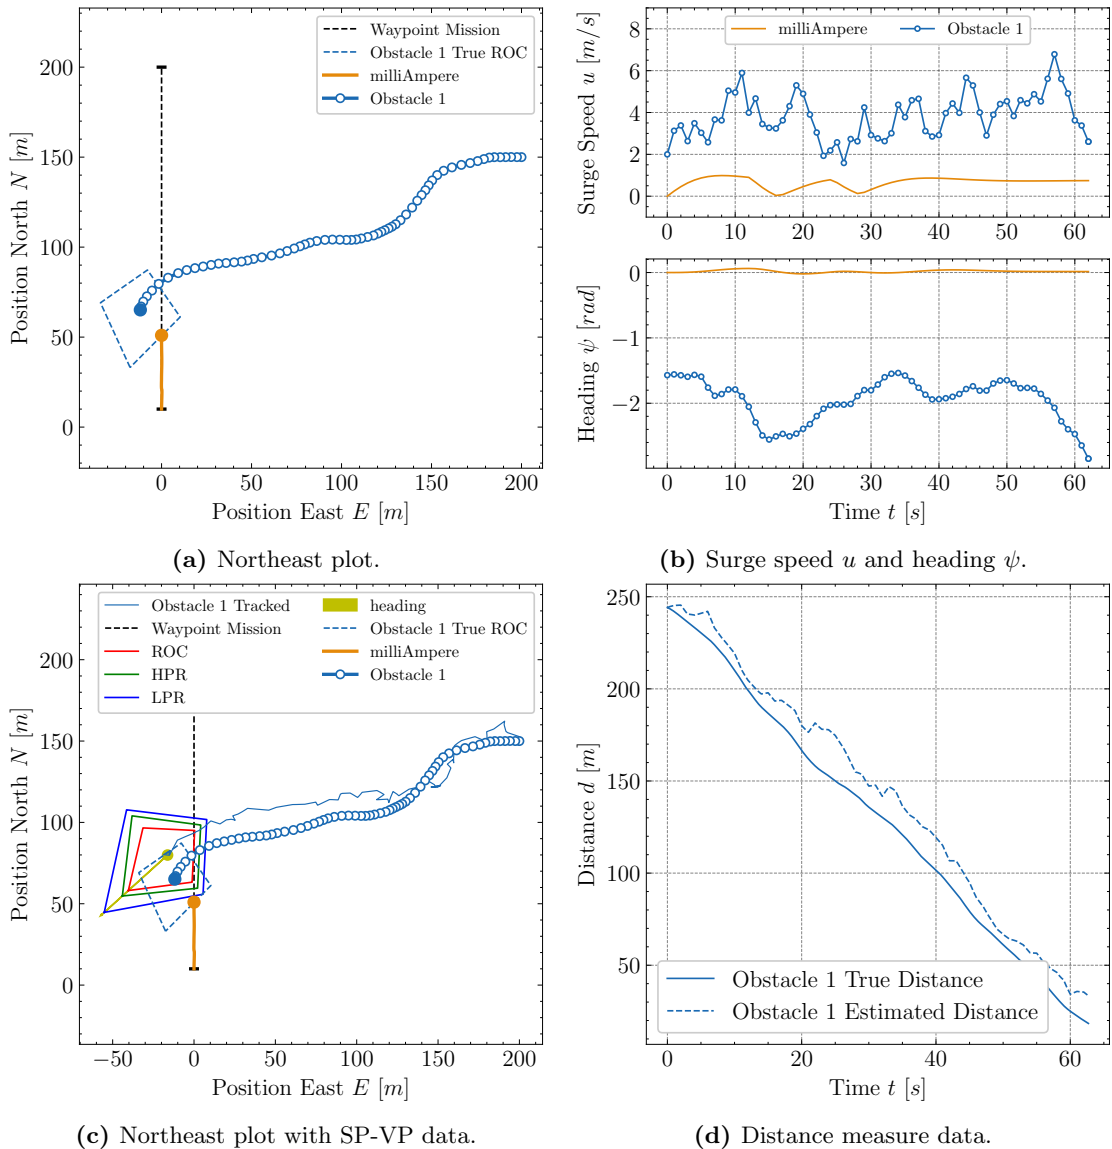 Waypoint Mission
Obstacle 1 True ROC
milliAmpere
Obstacle 1
Position North N [m]
200
150
100
50
0
0 50 100 150 200
Position East E [m]
(a) Northeast plot.
milliAmpere Obstacle 1
Surge Speed u [m/s]
8
6
4
2
0
0 10 20 30 40 50 60
Heading ψ [rad]
0
−1
−2
0 10 20 30 40 50 60
Time t [s]
(b) Surge speed u and heading ψ.
Obstacle 1 Tracked
Waypoint Mission
ROC
HPR
LPR
heading
Obstacle 1 True ROC
milliAmpere
Obstacle 1
Position North N [m]
200
150
100
50
0
−50 0 50 100 150 200
Position East E [m]
(c) Northeast plot with SP-VP data.
Distance d [m]
250
200
150
100
50
Obstacle 1 True Distance
Obstacle 1 Estimated Distance
0 20 40 60
Time t [s]
(d) Distance measure data.